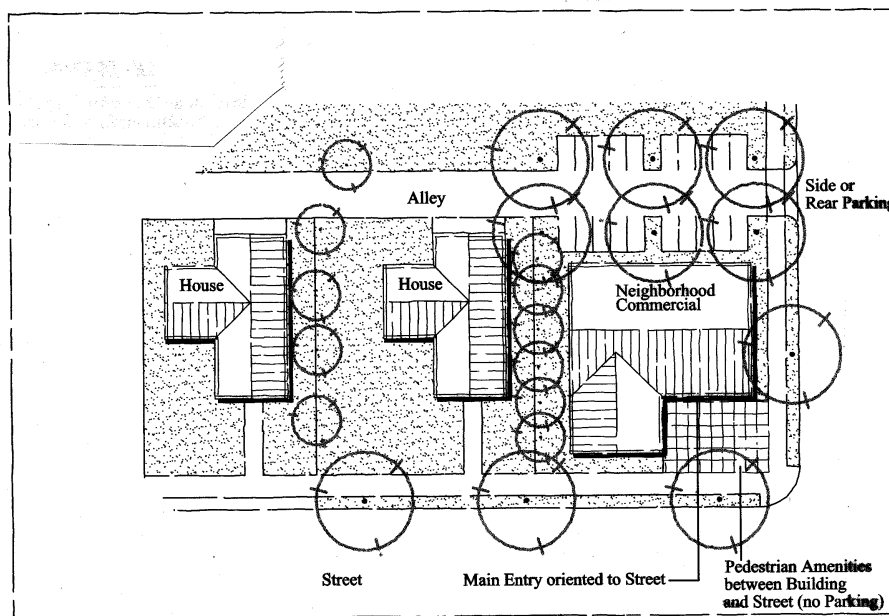 Side or
Rear Parking
Alley
House
House
Neighborhood
Commercial
Street
Main Entry oriented to Street
Pedestrian Amenities
between Building
and Street (no Parking)